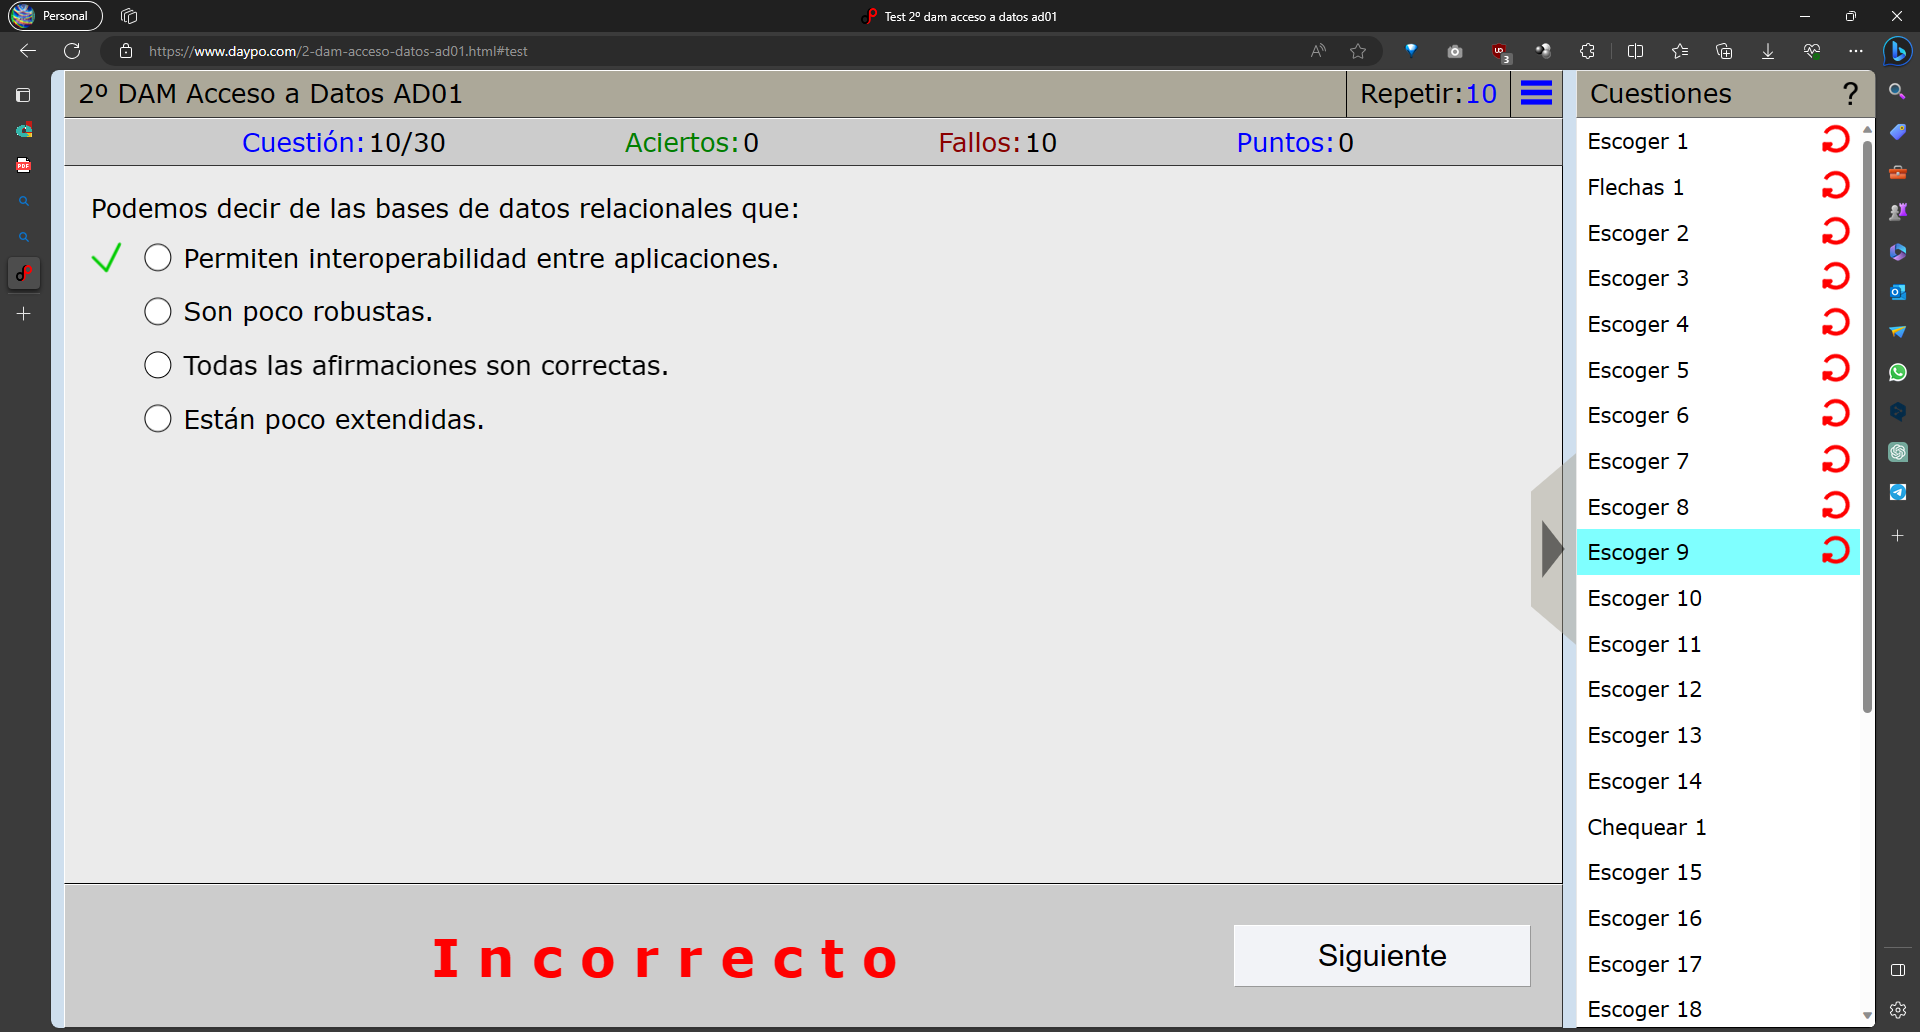 Personal
Test 2º dam acceso a datos ad01
https://www.daypo.com/2-dam-acceso-datos-ad01.html#test
2º DAM Acceso a Datos AD01
Repetir:10
Cuestiones
?
Cuestión:10/30
Aciertos:0
Fallos:10
Puntos:0
Podemos decir de las bases de datos relacionales que:
Permiten interoperabilidad entre aplicaciones.
Son poco robustas.
Todas las afirmaciones son correctas.
Están poco extendidas.
Incorrecto
Siguiente
Escoger 1
Flechas 1
Escoger 2
Escoger 3
Escoger 4
Escoger 5
Escoger 6
Escoger 7
Escoger 8
Escoger 9
Escoger 10
Escoger 11
Escoger 12
Escoger 13
Escoger 14
Chequear 1
Escoger 15
Escoger 16
Escoger 17
Escoger 18